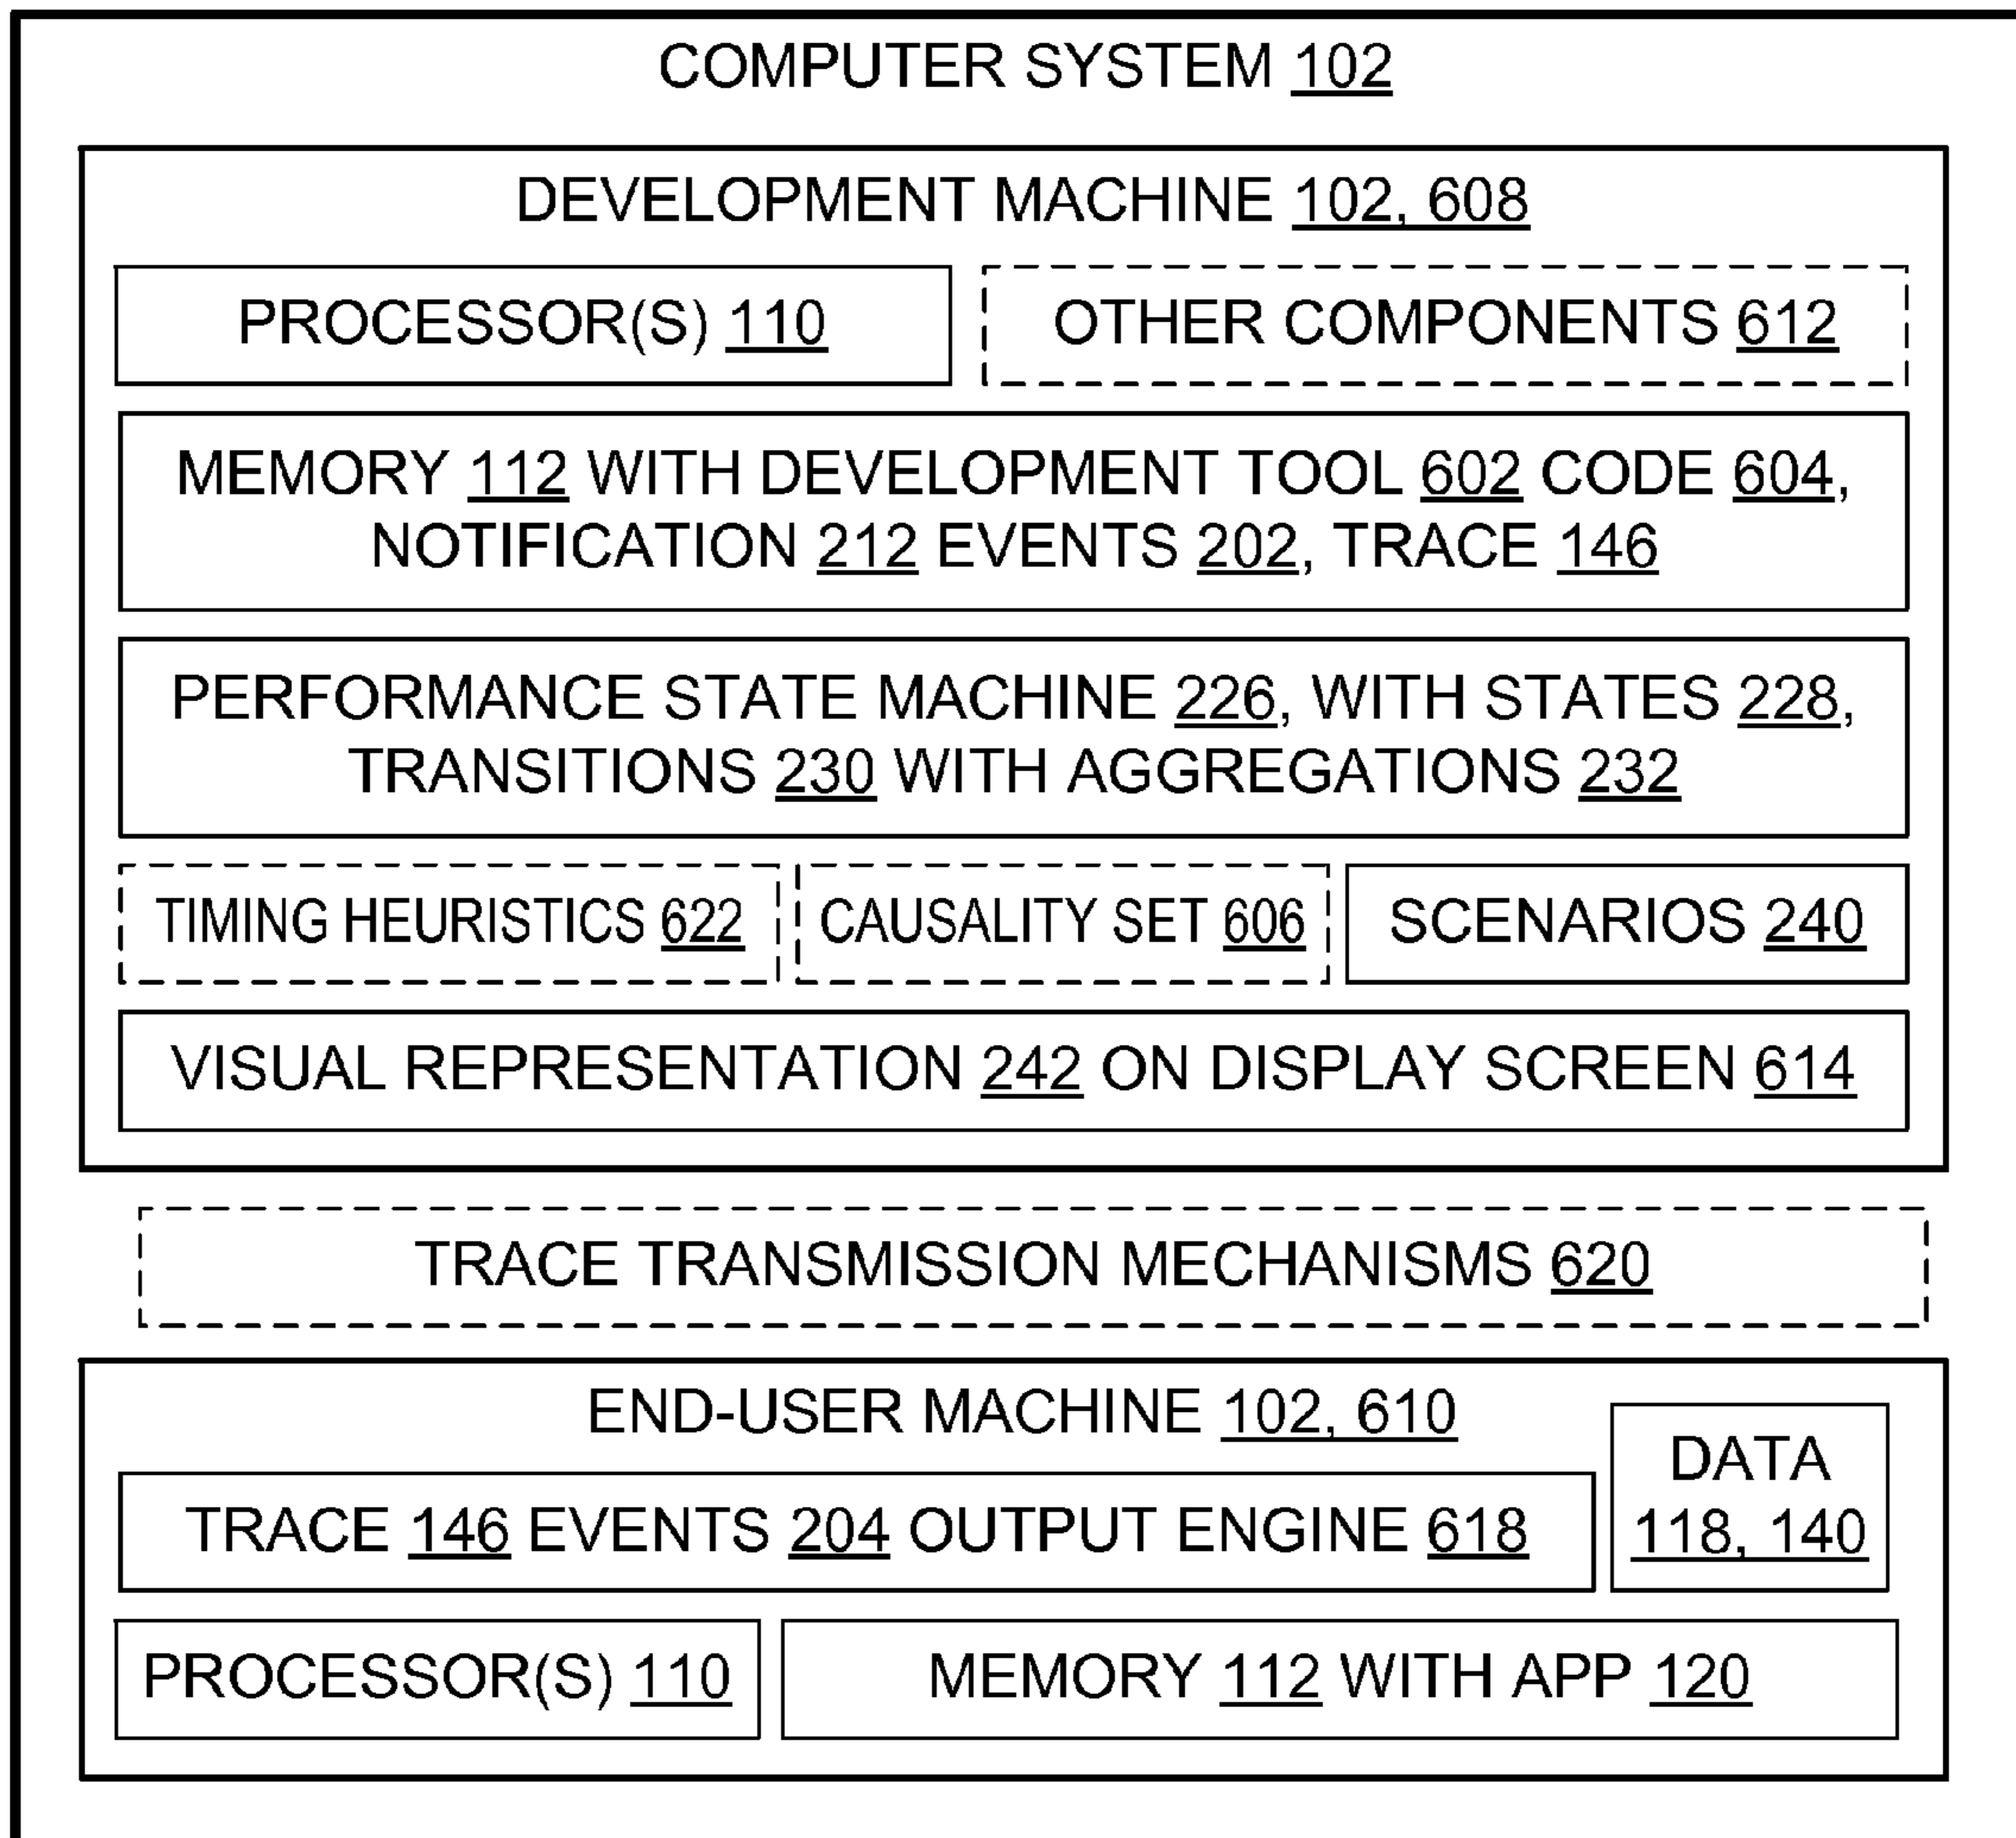 COMPUTER SYSTEM 102
DEVELOPMENT MACHINE 102, 608
PROCESSOR(S) 110
OTHER COMPONENTS 612
MEMORY 112 WITH DEVELOPMENT TOOL 602 CODE 604,
NOTIFICATION 212 EVENTS 202, TRACE 146
PERFORMANCE STATE MACHINE 226, WITH STATES 228,
TRANSITIONS 230 WITH AGGREGATIONS 232
TIMING HEURISTICS 622
CAUSALITY SET 606
SCENARIOS 240
VISUAL REPRESENTATION 242 ON DISPLAY SCREEN 614
TRACE TRANSMISSION MECHANISMS 620
END-USER MACHINE 102, 610
DATA
118, 140
TRACE 146 EVENTS 204 OUTPUT ENGINE 618
PROCESSOR(S) 110
MEMORY 112 WITH APP 120